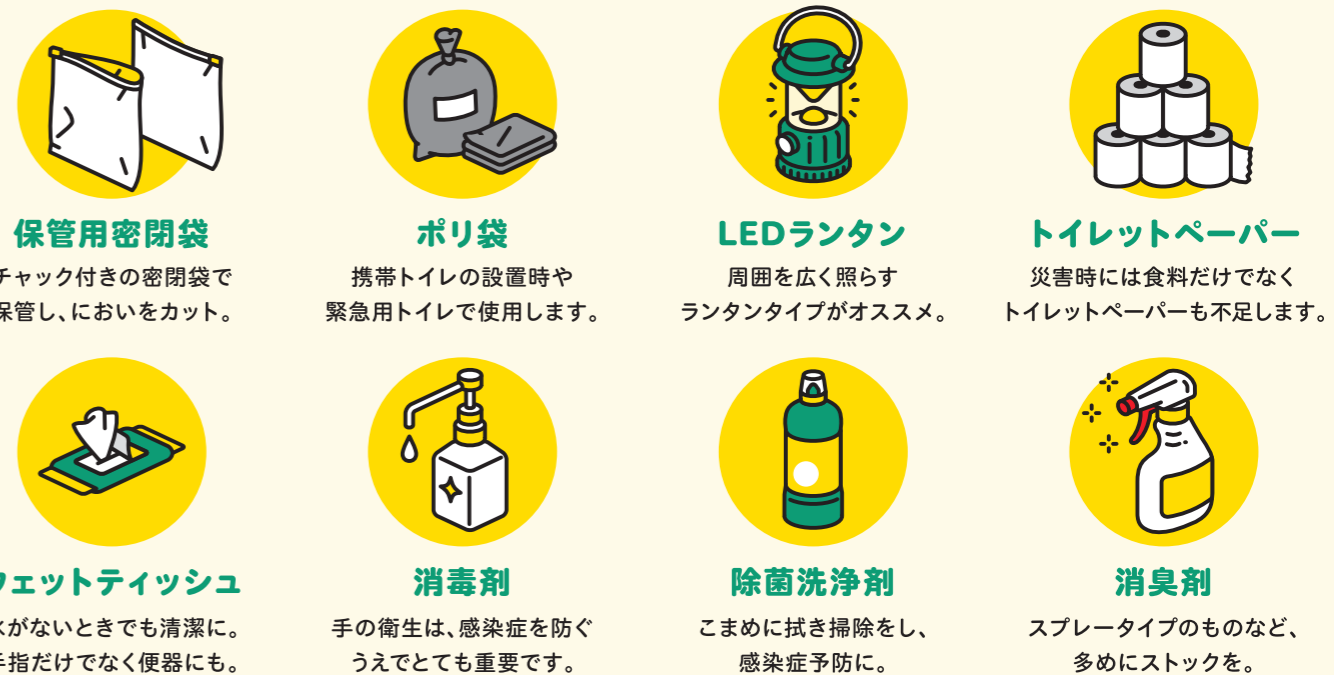 保管用密閉袋
チャック付きの密閉袋で
保管し、においをカット。
ポリ袋
携帯トイレの設置時や
緊急用トイレで使用します。
LEDランタン
周囲を広く照らす
ランタンタイプがオススメ。
トイレットペーパー
災害時には食料だけでなく
トイレットペーパーも不足します。
ウェットティッシュ
水がないときでも清潔に。
手指だけでなく便器にも。
消毒剤
手の衛生は、感染症を防ぐ
うえでとても重要です。
除菌洗浄剤
こまめに拭き掃除をし、
感染症予防に。
消臭剤
スプレータイプのものなど、
多めにストックを。